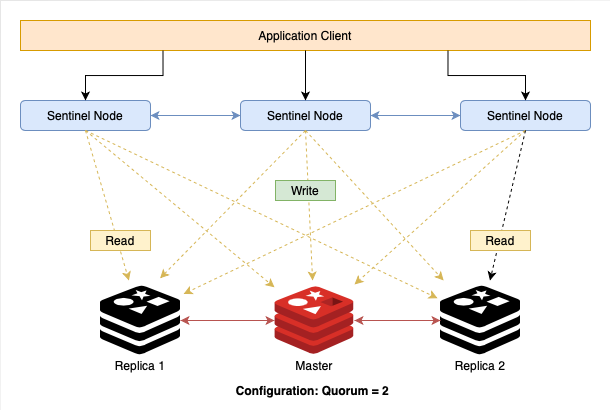 Application Client
Sentinel Node
Sentinel Node
Sentinel Node
Write
Read
Read
Replica 1
Master
Replica 2
Configuration: Quorum = 2